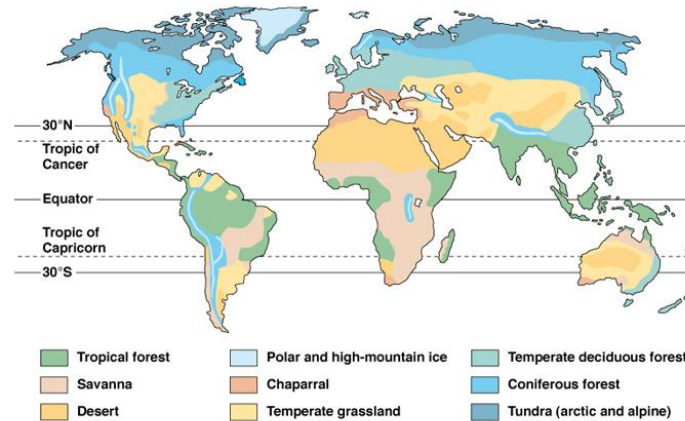 30°N
Tropic of
Cancer
Equator
Tropic of
Capricorn
30°S
Tropical forest
Savanna
Desert
Polar and high-mountain ice
Chaparral
Temperate grassland
Temperate deciduous forest
Coniferous forest
Tundra (arctic and alpine)